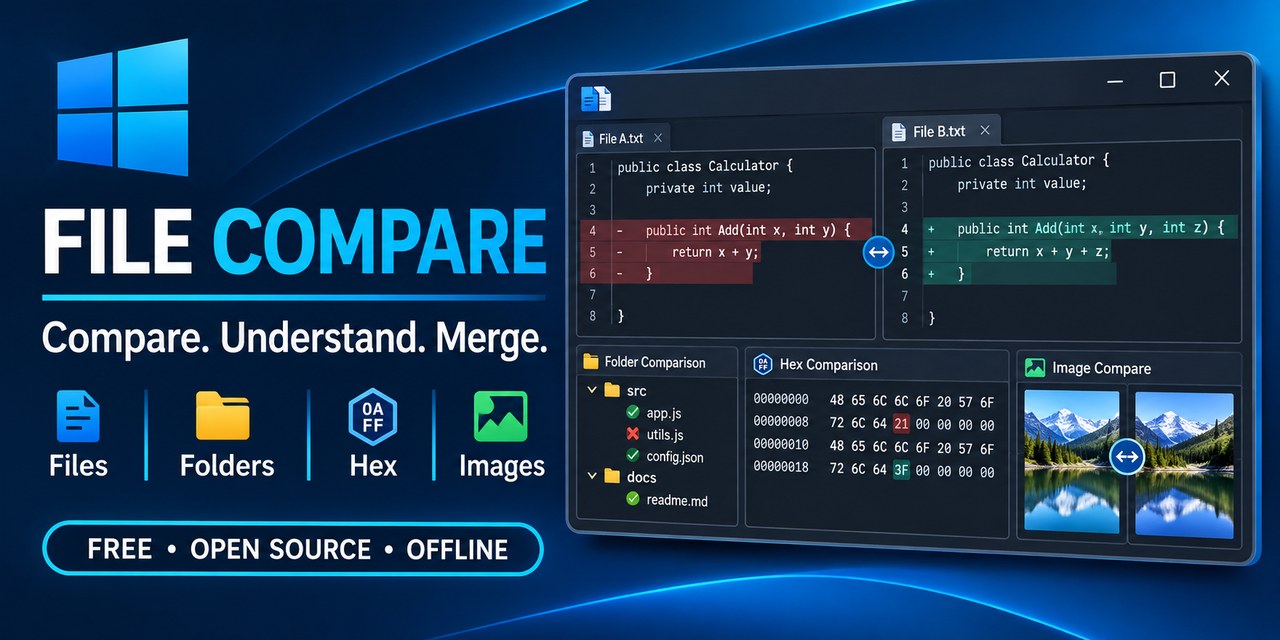 FILE COMPARE
Compare. Understand. Merge.
Files
Folders
0A
FF
Hex
Images
FREE • OPEN SOURCE • OFFLINE
File A.txt
1 public class Calculator {
2 private int value;
3
4 - public int Add(int x, int y) {
5 - return x + y;
6 - }
7
8 }
File B.txt
1 public class Calculator {
2 private int value;
3
4 + public int Add(int x, int y, int z) {
5 + return x + y + z;
6 + }
7
8 }
Folder Comparison
src
app.js
utils.js
config.json
docs
readme.md
0A
FF
Hex Comparison
00000000 48 65 6C 6C 6F 20 57 6F
00000008 72 6C 64 21 00 00 00 00
00000010 48 65 6C 6C 6F 20 57 6F
00000018 72 6C 64 3F 00 00 00 00
Image Compare